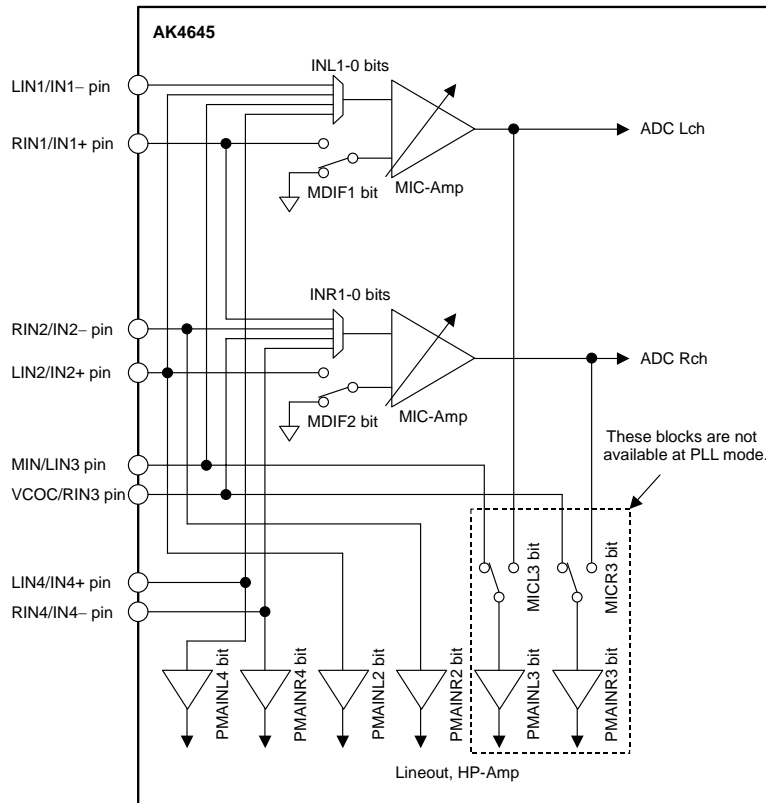 AK4645
INL1-0 bits
LIN1/IN1− pin
ADC Lch
RIN1/IN1+ pin
MDIF1 bit
MIC-Amp
INR1-0 bits
RIN2/IN2− pin
ADC Rch
LIN2/IN2+ pin
MDIF2 bit
MIC-Amp
These blocks are not
available at PLL mode.
MIN/LIN3 pin
VCOC/RIN3 pin
MICL3 bit
MICR3 bit
LIN4/IN4+ pin
RIN4/IN4− pin
PMAINL4 bit
PMAINR4 bit
PMAINL2 bit
PMAINR2 bit
PMAINL3 bit
PMAINR3 bit
Lineout, HP-Amp